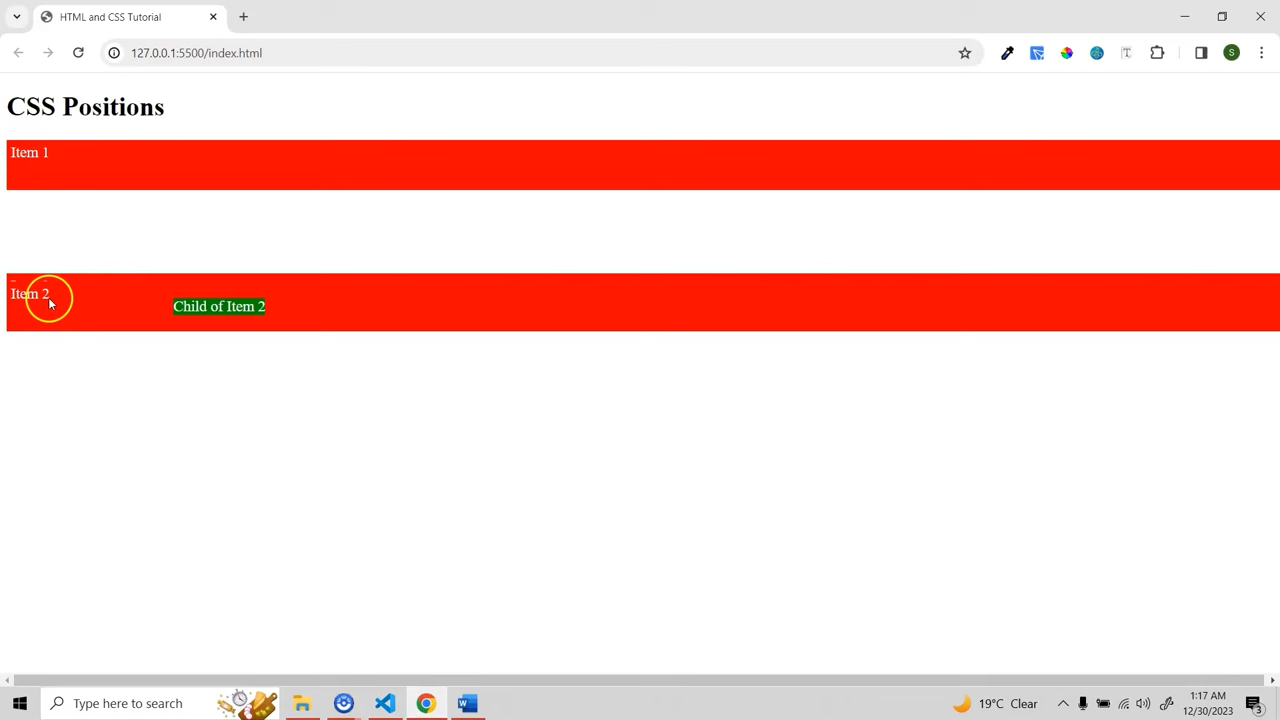 HTML and CSS Tutorial
127.0.0.1:5500/index.html
S
CSS Positions
Item 1
Item 2
Child of Item 2
Type here to search
19°C Clear
1:17 AM
12/30/2023
3